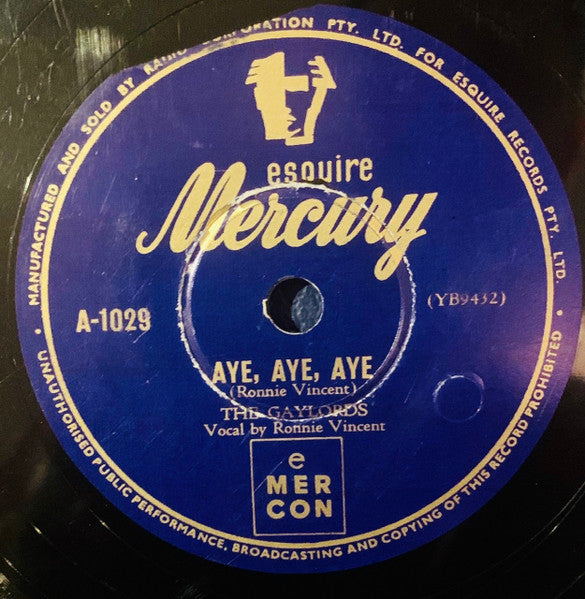 MANUFACTURED AND SOLD BY RADIO CORPORATION PTY. LTD. FOR ESQUIRE RECORDS PTY. LTD.
esquire
Mercury
A-1029
(YB9432)
AYE, AYE, AYE
(Ronnie Vincent)
THE GAYLORDS
Vocal by Ronnie Vincent
e
MER
CON
UNAUTHORISED PUBLIC PERFORMANCE, BROADCASTING AND COPYING OF THIS RECORD PROHIBITED